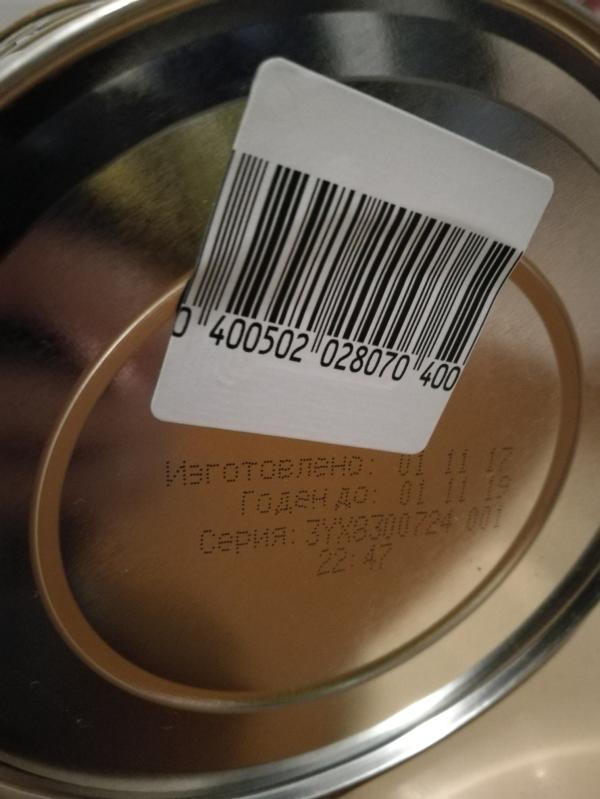 0 400502 028070 400
Изготовлено: 01 11 17
Годен до: 01 11 19
Серия: 3YX8300724 001
22:47